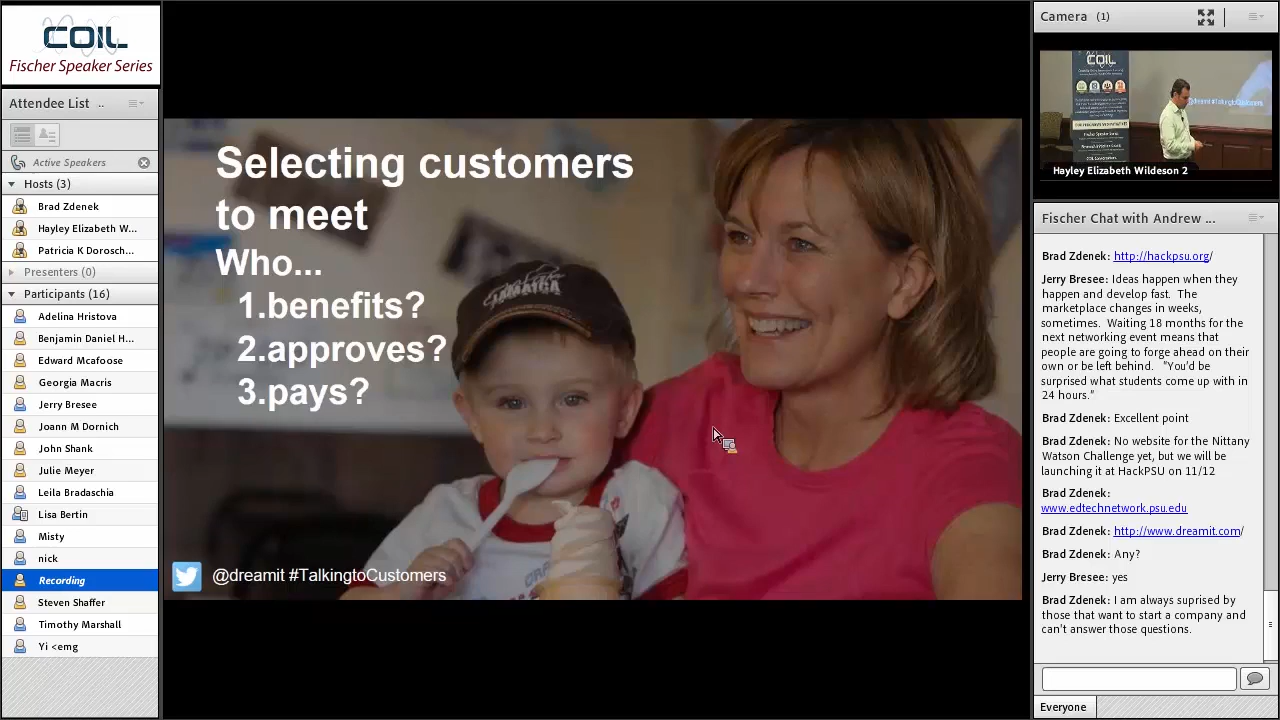 COIL
Fischer Speaker Series
Attendee List ..
Active Speakers
Hosts (3)
Brad Zdenek
Hayley Elizabeth W...
Patricia K Dorosch...
Presenters (0)
Participants (16)
Adelina Hristova
Benjamin Daniel H...
Edward Mcafoose
Georgia Macris
Jerry Bresee
Joann M Dornich
John Shank
Julie Meyer
Leila Bradaschia
Lisa Bertin
Misty
nick
Recording
Steven Shaffer
Timothy Marshall
Yi <emg
Selecting customers
to meet
Who...
1.benefits?
2.approves?
3.pays?
JAMAICA
@dreamit #TalkingtoCustomers
Camera (1)
COIL
@dreamit #TalkingtoCustomers
Hayley Elizabeth Wildeson 2
Fischer Chat with Andrew ...
Brad Zdenek: http://hackpsu.org/
Jerry Bresee: Ideas happen when they
happen and develop fast. The
marketplace changes in weeks,
sometimes. Waiting 18 months for the
next networking event means that
people are going to forge ahead on their
own or be left behind. "You'd be
surprised what students come up with in
24 hours."
Brad Zdenek: Excellent point
Brad Zdenek: No website for the Nittany
Watson Challenge yet, but we will be
launching it at HackPSU on 11/12
Brad Zdenek:
www.edtechnetwork.psu.edu
Brad Zdenek: http://www.dreamit.com/
Brad Zdenek: Any?
Jerry Bresee: yes
Brad Zdenek: I am always suprised by
those that want to start a company and
can't answer those questions.
Everyone